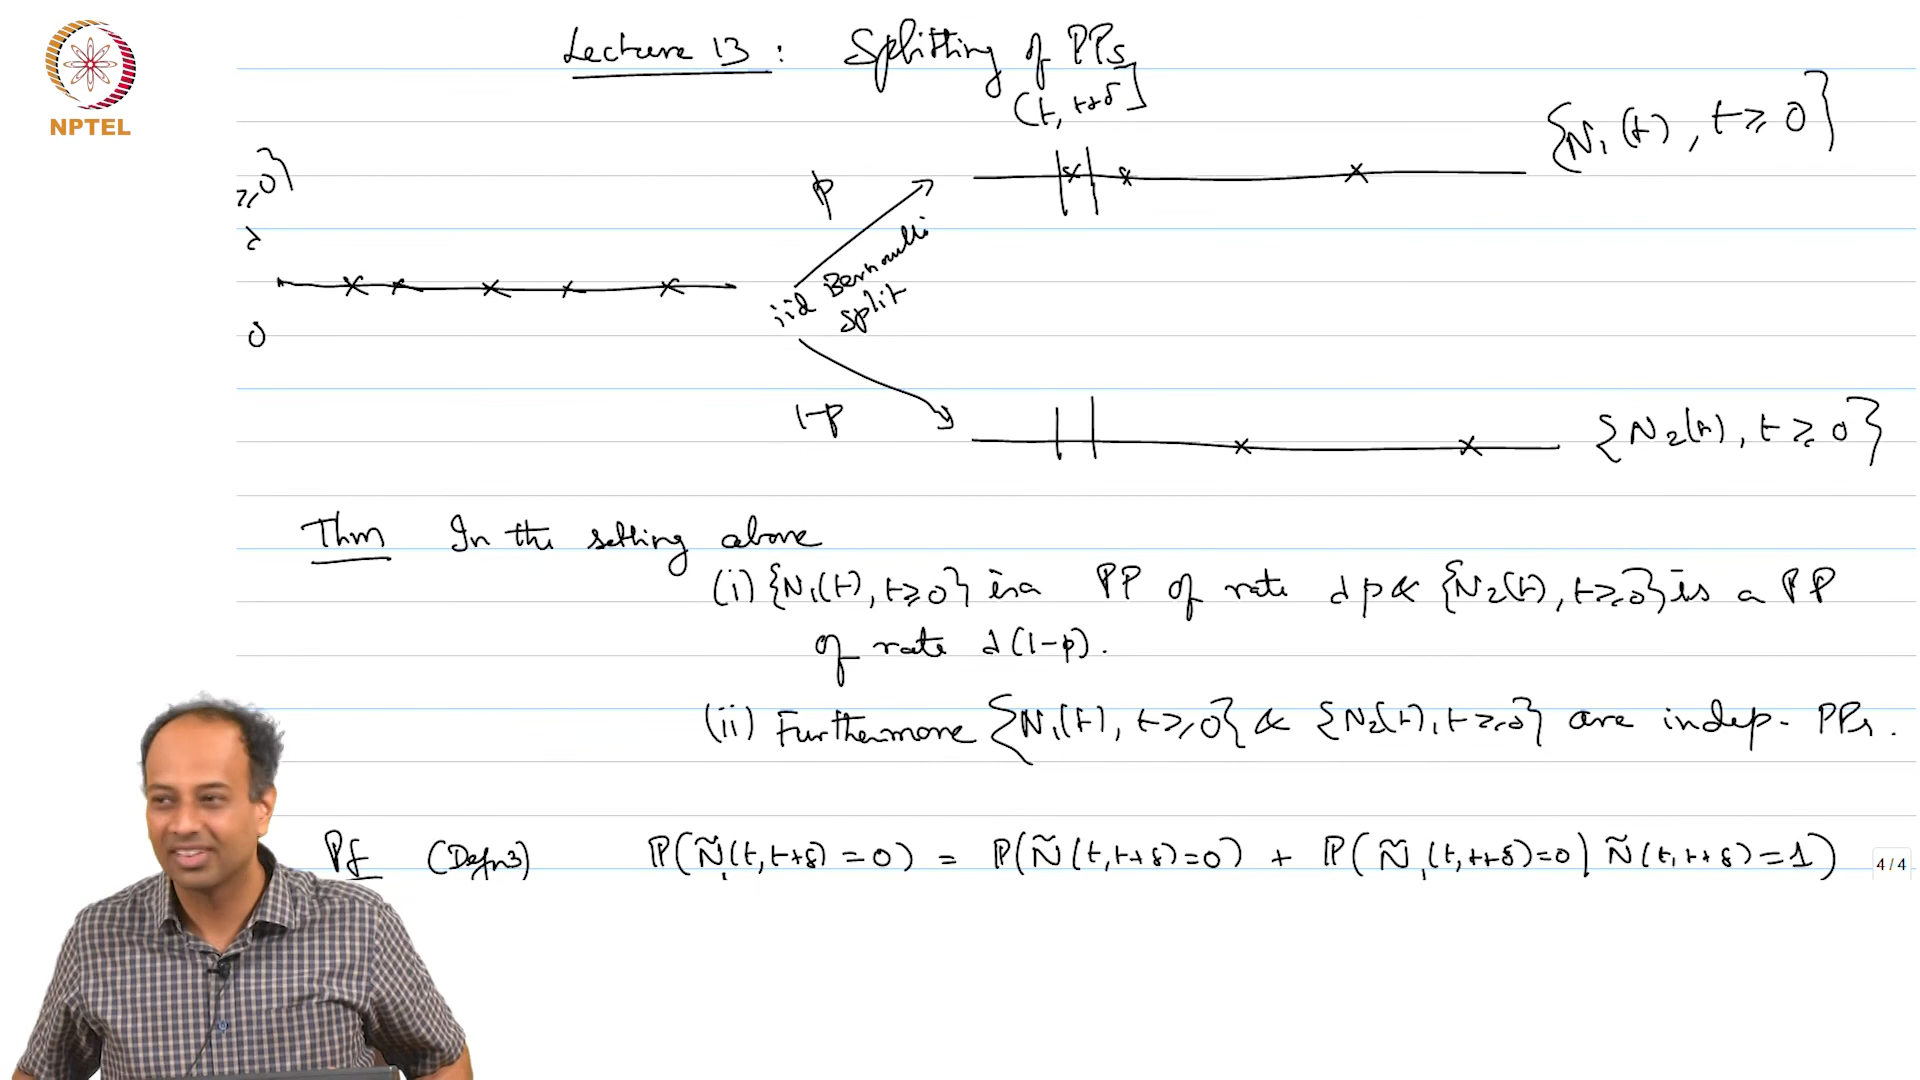 NPTEL
Lecture 13 : Splitting of PPs
(t, t+δ]
{N₁(t), t ≥ 0}
≥0}
λ
p
iid Bernoulli
split
0
1-p
{N₂(t), t ≥ 0}
Thm In the setting above
(i) {N₁(t), t≥0} is a PP of rate λp & {N₂(t), t≥0} is a PP
of rate λ(1-p).
(ii) Furthermore {N₁(t), t≥0} & {N₂(t), t≥0} are indep. PPs.
Pf (Defn3) ℙ(Ñ₁(t,t+δ)=0) = ℙ(Ñ(t,t+δ)=0) + ℙ(Ñ₁(t,t+δ)=0 | Ñ(t,t+δ)=1)
4/4